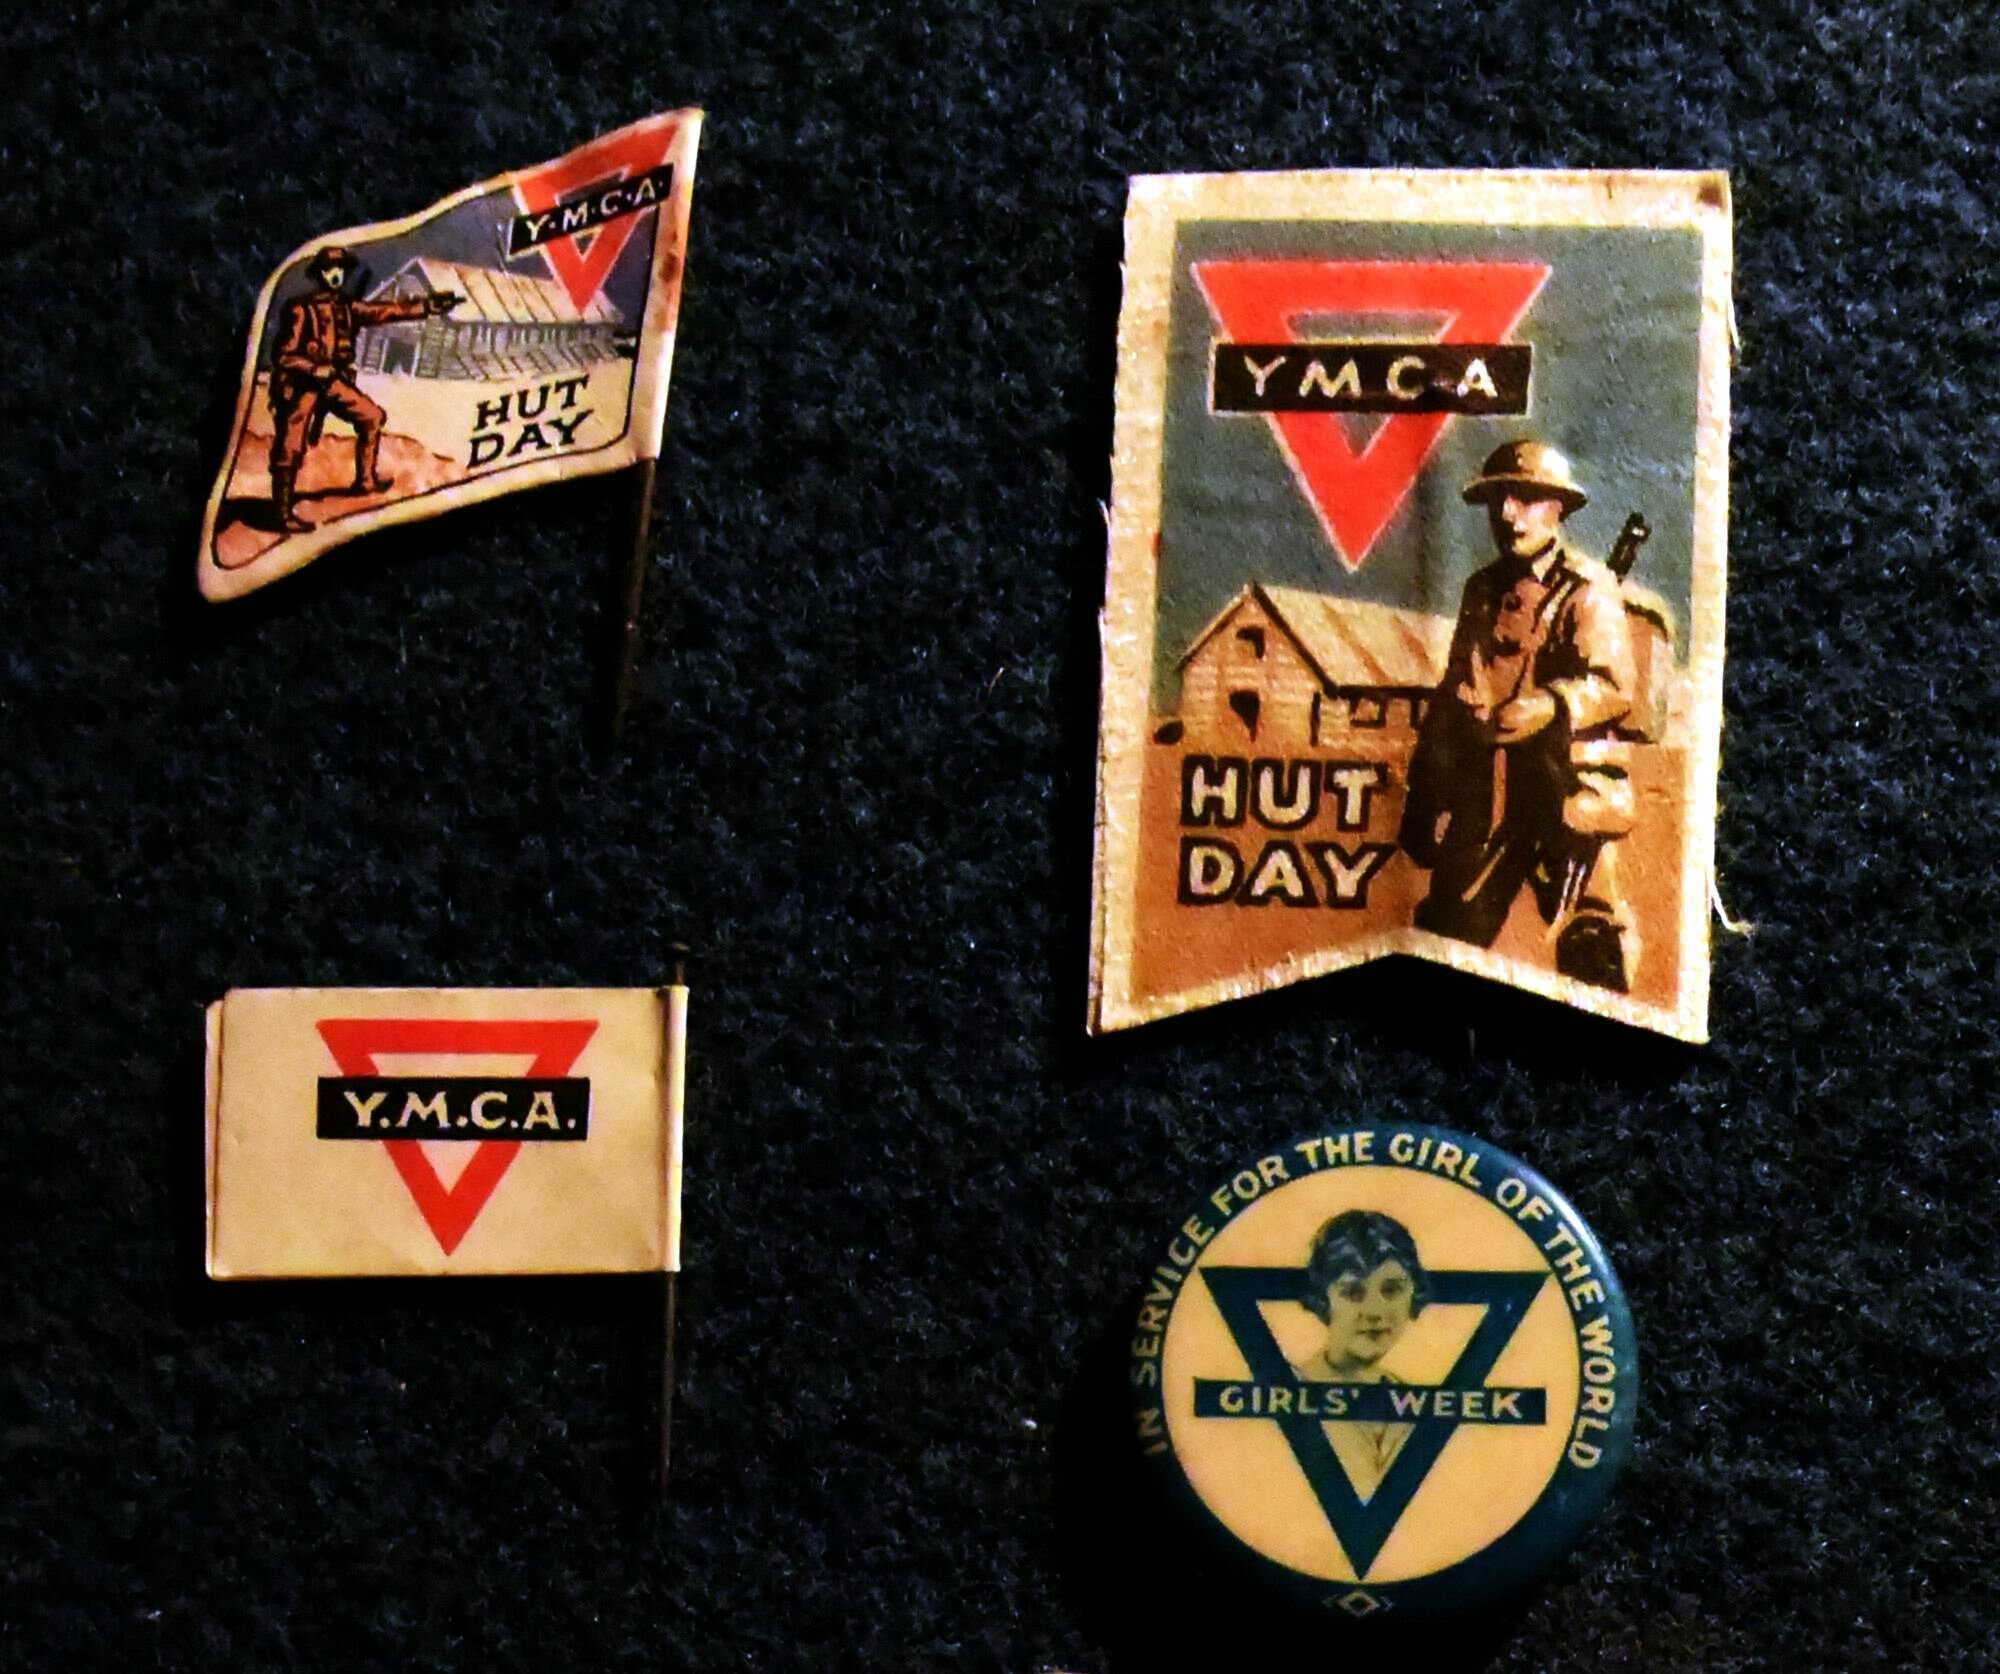 Y·M·C·A·
HUT
DAY
YMCA
HUT
DAY
Y.M.C.A.
IN SERVICE FOR THE GIRL OF THE WORLD
GIRLS' WEEK